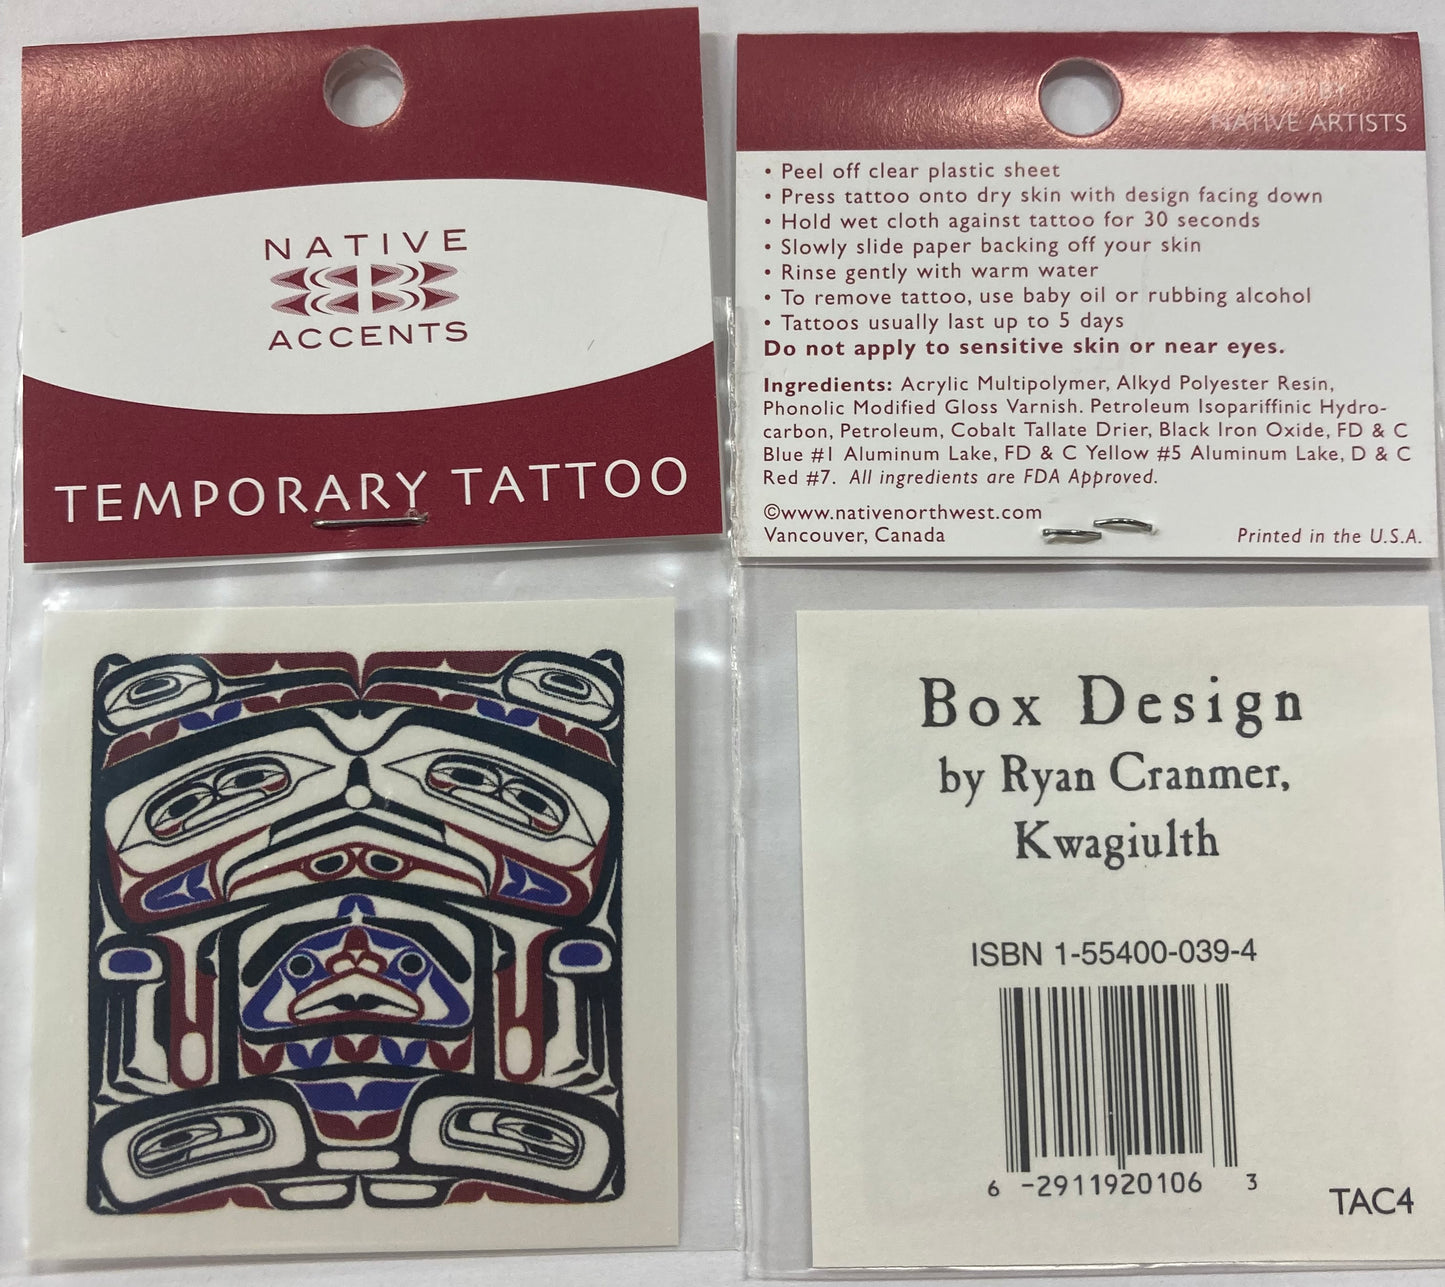 NATIVE
ACCENTS
TEMPORARY TATTOO
BY
NATIVE ARTISTS
• Peel off clear plastic sheet
• Press tattoo onto dry skin with design facing down
• Hold wet cloth against tattoo for 30 seconds
• Slowly slide paper backing off your skin
• Rinse gently with warm water
• To remove tattoo, use baby oil or rubbing alcohol
• Tattoos usually last up to 5 days
Do not apply to sensitive skin or near eyes.
Ingredients: Acrylic Multipolymer, Alkyd Polyester Resin,
Phonolic Modified Gloss Varnish. Petroleum Isopariffinic Hydro-
carbon, Petroleum, Cobalt Tallate Drier, Black Iron Oxide, FD & C
Blue #1 Aluminum Lake, FD & C Yellow #5 Aluminum Lake, D & C
Red #7. All ingredients are FDA Approved.
©www.nativenorthwest.com
Vancouver, Canada
Printed in the U.S.A.
Box Design
by Ryan Cranmer,
Kwagiulth
ISBN 1-55400-039-4
6 -2911920106 3
TAC4